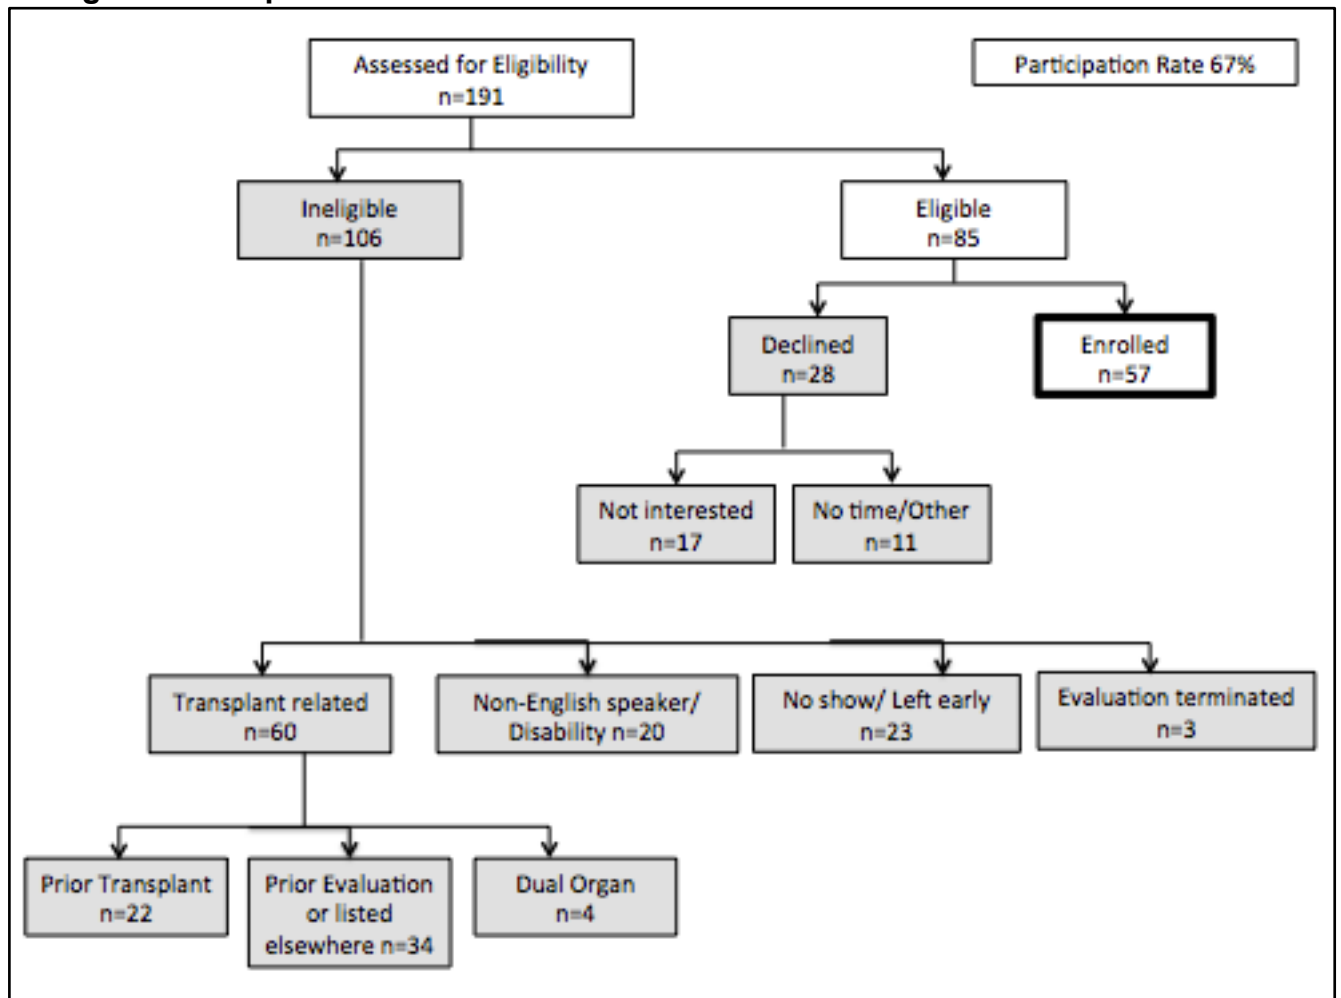 Assessed for Eligibility
n=191
Participation Rate 67%
Ineligible
n=106
Eligible
n=85
Declined
n=28
Enrolled
n=57
Not interested
n=17
No time/Other
n=11
Transplant related
n=60
Non-English speaker/
Disability n=20
No show/ Left early
n=23
Evaluation terminated
n=3
Prior Transplant
n=22
Prior Evaluation
or listed
elsewhere n=34
Dual Organ
n=4